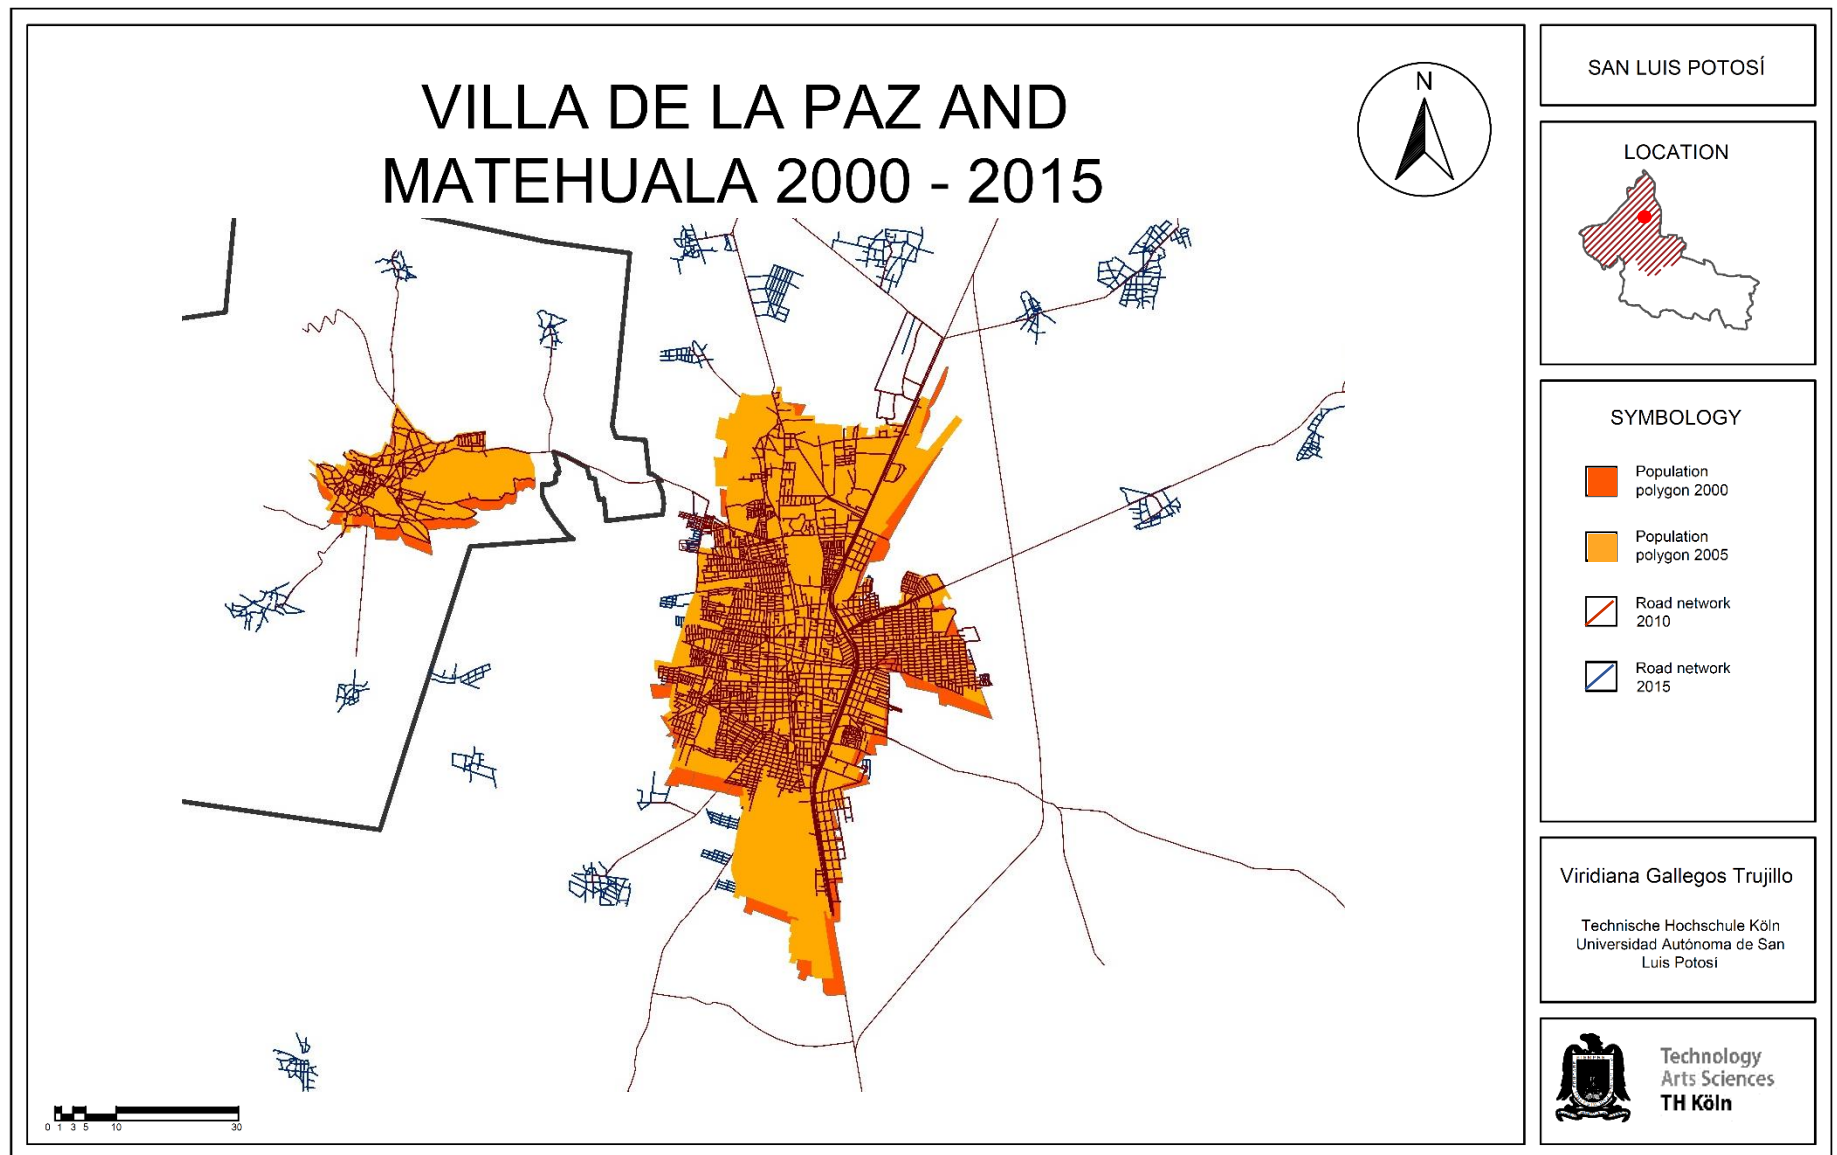 VILLA DE LA PAZ AND
MATEHUALA 2000 - 2015
N
SAN LUIS POTOSÍ
LOCATION
SYMBOLOGY
Population
polygon 2000
Population
polygon 2005
Road network
2010
Road network
2015
Viridiana Gallegos Trujillo
Technische Hochschule Köln
Universidad Autónoma de San
Luis Potosí
Technology
Arts Sciences
TH Köln
0 1 3 5 10 30